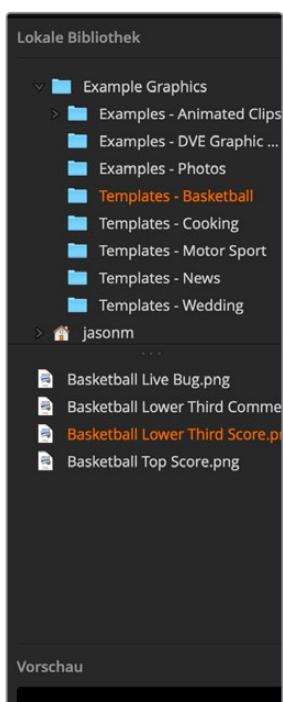 Lokale Bibliothek
Example Graphics
Examples - Animated Clips
Examples - DVE Graphic ...
Examples - Photos
Templates - Basketball
Templates - Cooking
Templates - Motor Sport
Templates - News
Templates - Wedding
jasonm
Basketball Live Bug.png
Basketball Lower Third Comme
Basketball Lower Third Score.p
Basketball Top Score.png
Vorschau